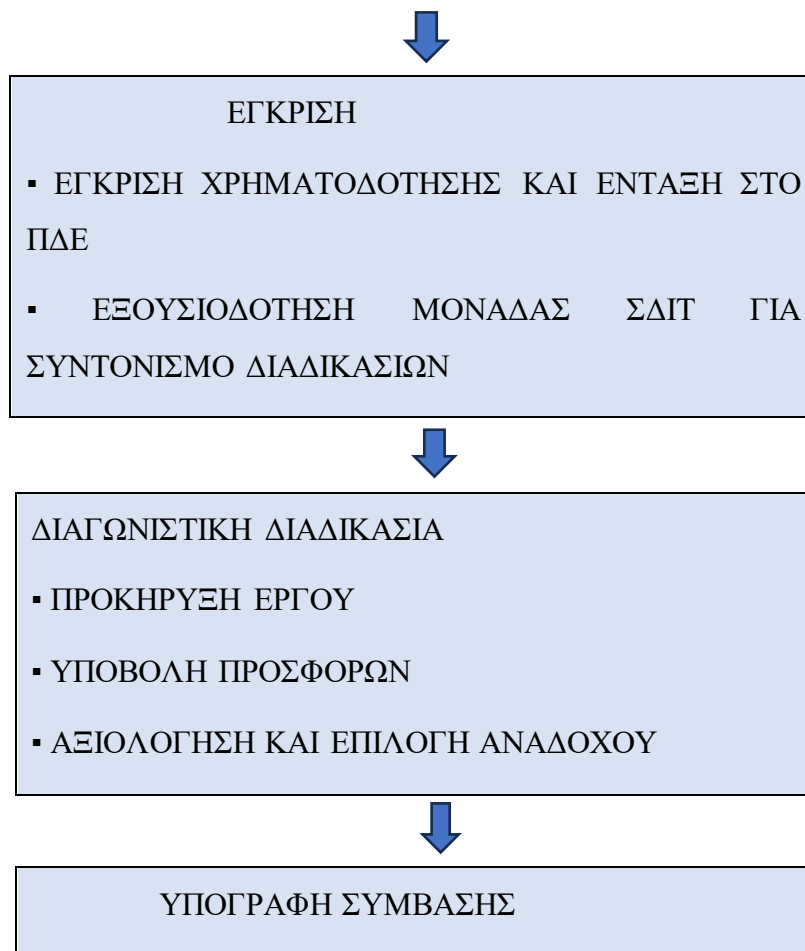 ΕΓΚΡΙΣΗ
▪ ΕΓΚΡΙΣΗ ΧΡΗΜΑΤΟΔΟΤΗΣΗΣ ΚΑΙ ΕΝΤΑΞΗ ΣΤΟ
ΠΔΕ
▪ ΕΞΟΥΣΙΟΔΟΤΗΣΗ ΜΟΝΑΔΑΣ ΣΔΙΤ ΓΙΑ
ΣΥΝΤΟΝΙΣΜΟ ΔΙΑΔΙΚΑΣΙΩΝ
ΔΙΑΓΩΝΙΣΤΙΚΗ ΔΙΑΔΙΚΑΣΙΑ
▪ ΠΡΟΚΗΡΥΞΗ ΕΡΓΟΥ
▪ ΥΠΟΒΟΛΗ ΠΡΟΣΦΟΡΩΝ
▪ ΑΞΙΟΛΟΓΗΣΗ ΚΑΙ ΕΠΙΛΟΓΗ ΑΝΑΔΟΧΟΥ
ΥΠΟΓΡΑΦΗ ΣΥΜΒΑΣΗΣ